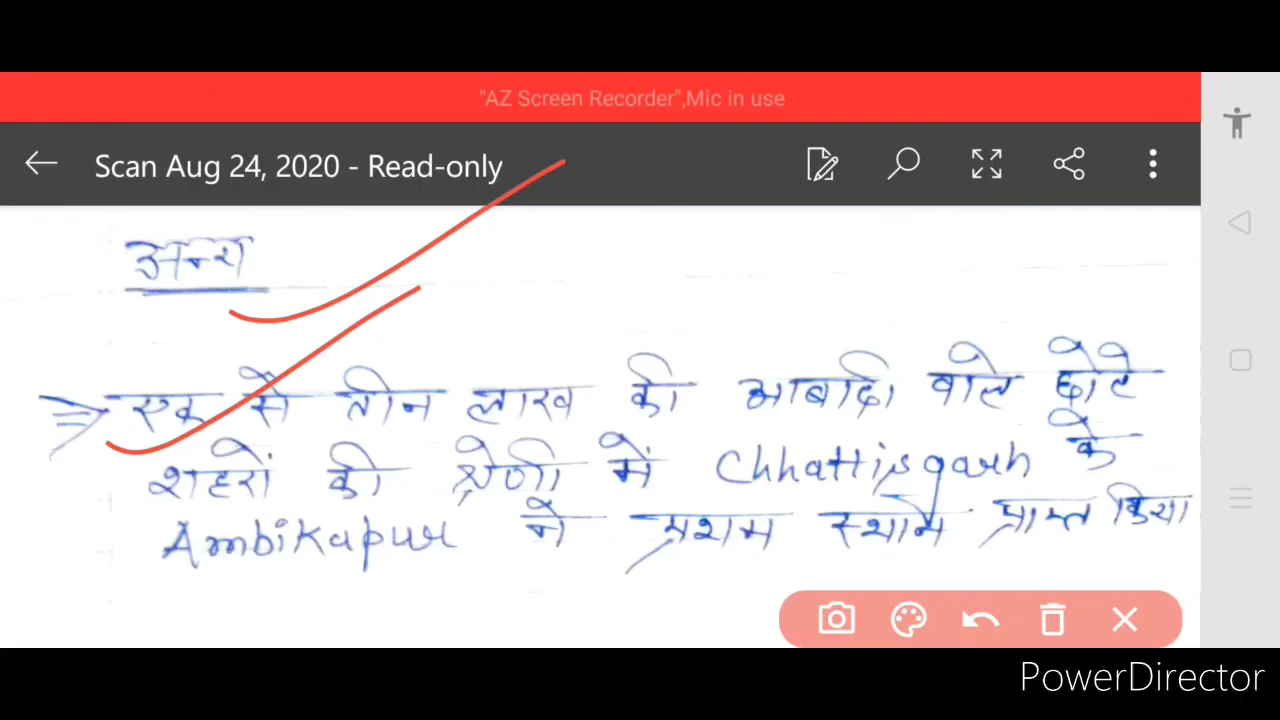 "AZ Screen Recorder",Mic in use
Scan Aug 24, 2020 - Read-only
अन्य
⇒ एक से तीन लाख की आबादी वाले छोटे
शहरों की श्रेणी में Chhattisgarh के
Ambikapur ने प्रथम स्थान प्राप्त किया
PowerDirector